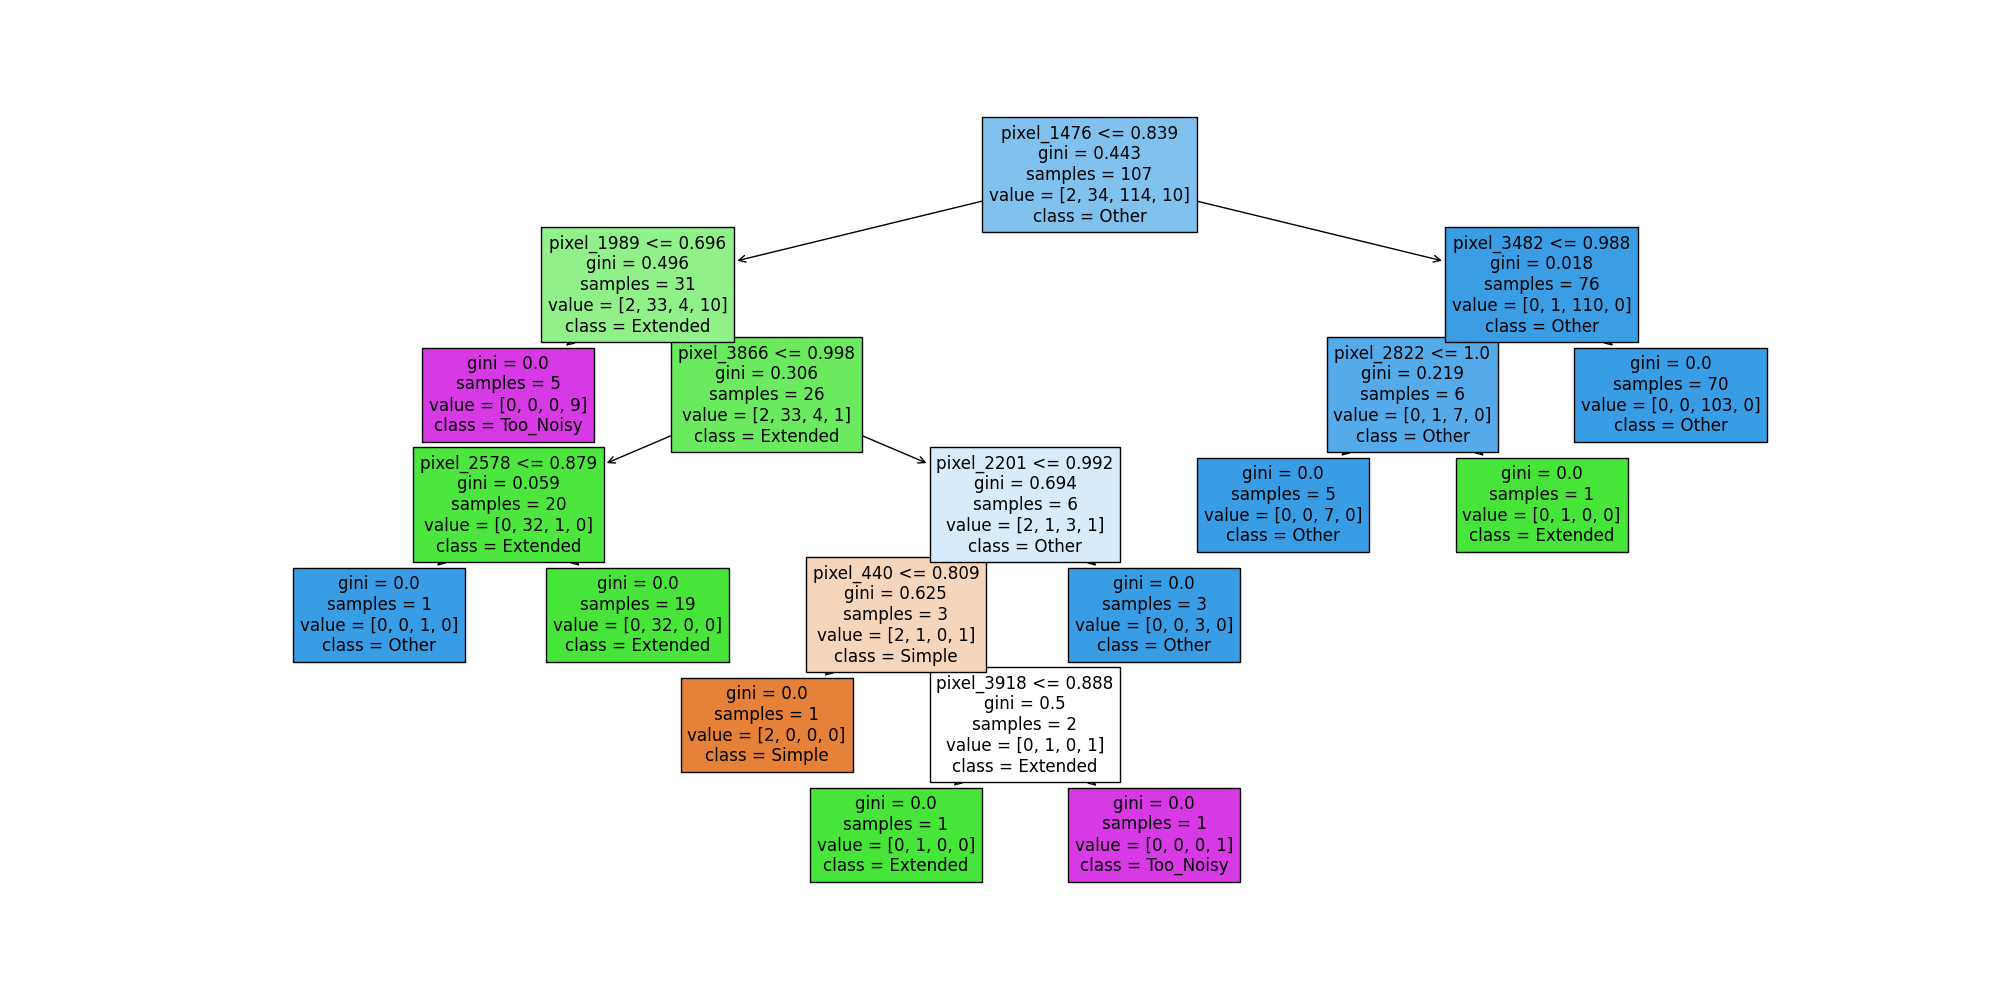 pixel_1476 <= 0.839
gini = 0.443
samples = 107
value = [2, 34, 114, 10]
class = Other
pixel_1989 <= 0.696
gini = 0.496
samples = 31
value = [2, 33, 4, 10]
class = Extended
pixel_3482 <= 0.988
gini = 0.018
samples = 76
value = [0, 1, 110, 0]
class = Other
gini = 0.0
samples = 5
value = [0, 0, 0, 9]
class = Too_Noisy
pixel_3866 <= 0.998
gini = 0.306
samples = 26
value = [2, 33, 4, 1]
class = Extended
pixel_2822 <= 1.0
gini = 0.219
samples = 6
value = [0, 1, 7, 0]
class = Other
gini = 0.0
samples = 70
value = [0, 0, 103, 0]
class = Other
pixel_2578 <= 0.879
gini = 0.059
samples = 20
value = [0, 32, 1, 0]
class = Extended
pixel_2201 <= 0.992
gini = 0.694
samples = 6
value = [2, 1, 3, 1]
class = Other
gini = 0.0
samples = 5
value = [0, 0, 7, 0]
class = Other
gini = 0.0
samples = 1
value = [0, 1, 0, 0]
class = Extended
gini = 0.0
samples = 1
value = [0, 0, 1, 0]
class = Other
gini = 0.0
samples = 19
value = [0, 32, 0, 0]
class = Extended
pixel_440 <= 0.809
gini = 0.625
samples = 3
value = [2, 1, 0, 1]
class = Simple
gini = 0.0
samples = 3
value = [0, 0, 3, 0]
class = Other
gini = 0.0
samples = 1
value = [2, 0, 0, 0]
class = Simple
pixel_3918 <= 0.888
gini = 0.5
samples = 2
value = [0, 1, 0, 1]
class = Extended
gini = 0.0
samples = 1
value = [0, 1, 0, 0]
class = Extended
gini = 0.0
samples = 1
value = [0, 0, 0, 1]
class = Too_Noisy